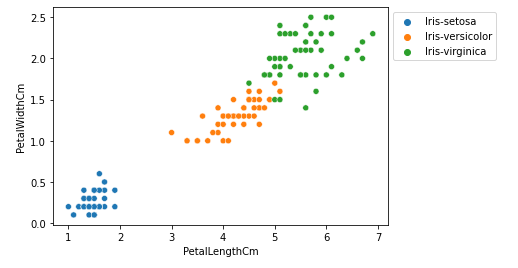 2.5
2.0
1.5
1.0
0.5
0.0
PetalWidthCm
1 2 3 4 5 6 7
PetalLengthCm
Iris-setosa
Iris-versicolor
Iris-virginica